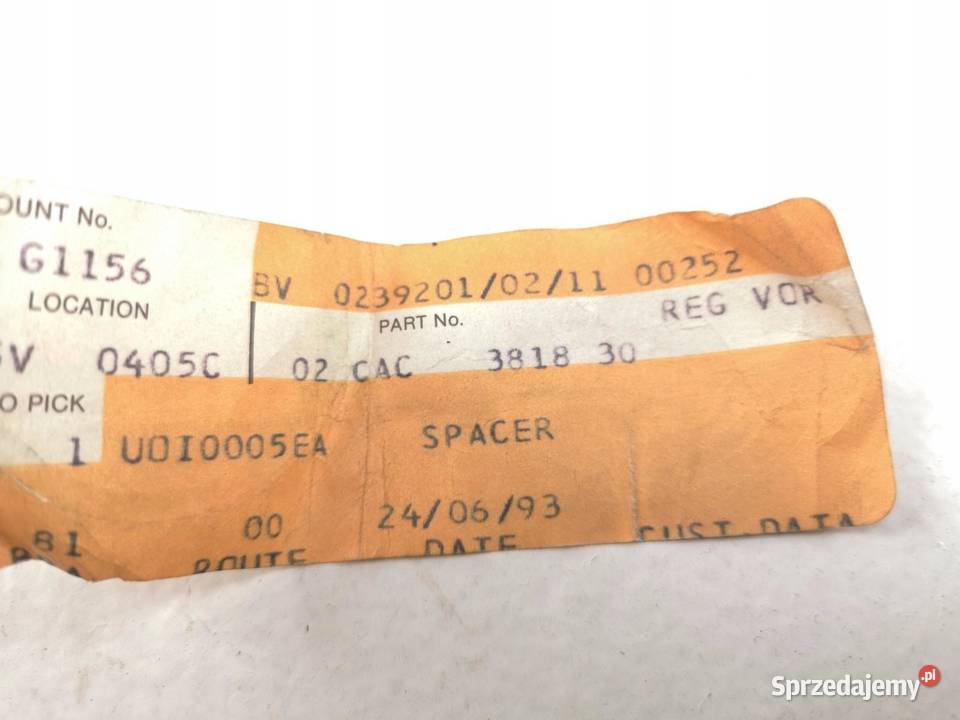 OUNT No.
G1156
LOCATION
V 0405C
O PICK
1
BV 0239201/02/11 00252
PART No.
REG VOR
02 CAC 3818 30
UOI0005EA SPACER
81 00 24/06/93
ROUTE DATE CUST DATA
Sprzedajemy.pl